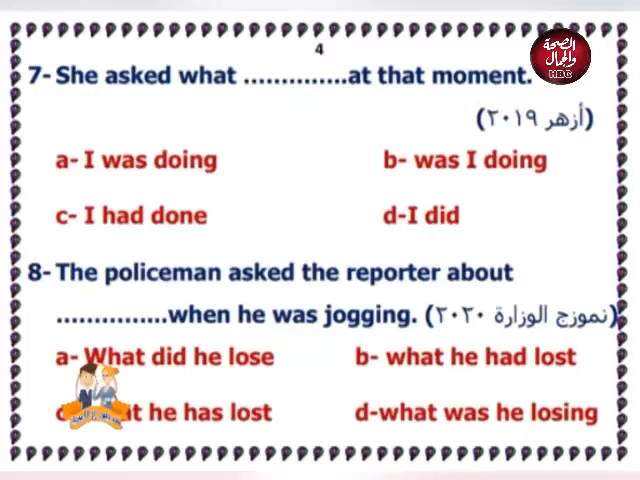 4
الصحة
والجمال
HBG
7- She asked what ..............at that moment.
(أزهر ٢٠١٩)
a- I was doing
b- was I doing
c- I had done
d-I did
8- The policeman asked the reporter about
...............when he was jogging. (نموزج الوزارة ٢٠٢٠)
a- What did he lose
b- what he had lost
he has lost
d-what was he losing